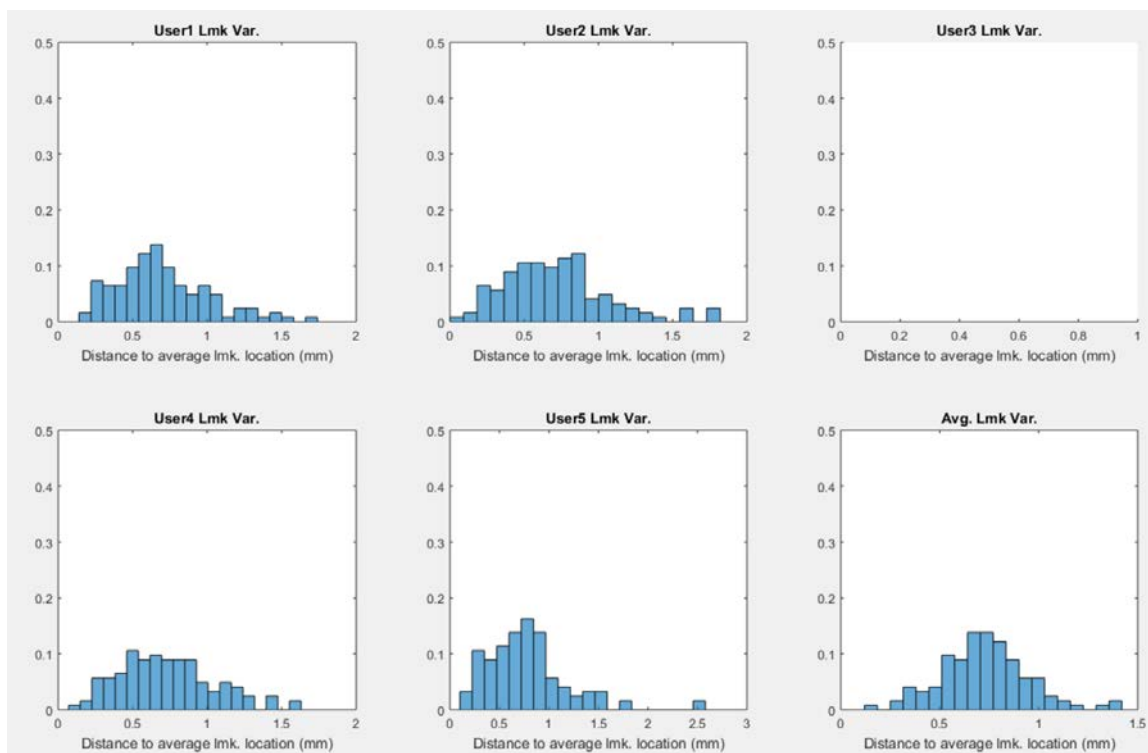 User1 Lmk Var.
0.5
0.4
0.3
0.2
0.1
0
0 0.5 1 1.5 2
Distance to average lmk. location (mm)
User2 Lmk Var.
0.5
0.4
0.3
0.2
0.1
0
0 0.5 1 1.5 2
Distance to average lmk. location (mm)
User3 Lmk Var.
0.5
0.4
0.3
0.2
0.1
0
0 0.2 0.4 0.6 0.8 1
Distance to average lmk. location (mm)
User4 Lmk Var.
0.5
0.4
0.3
0.2
0.1
0
0 0.5 1 1.5 2
Distance to average lmk. location (mm)
User5 Lmk Var.
0.5
0.4
0.3
0.2
0.1
0
0 0.5 1 1.5 2 2.5 3
Distance to average lmk. location (mm)
Avg. Lmk Var.
0.5
0.4
0.3
0.2
0.1
0
0 0.5 1 1.5
Distance to average lmk. location (mm)